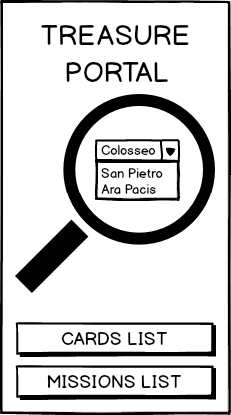 TREASURE
PORTAL
Colosseo
San Pietro
Ara Pacis
CARDS LIST
MISSIONS LIST